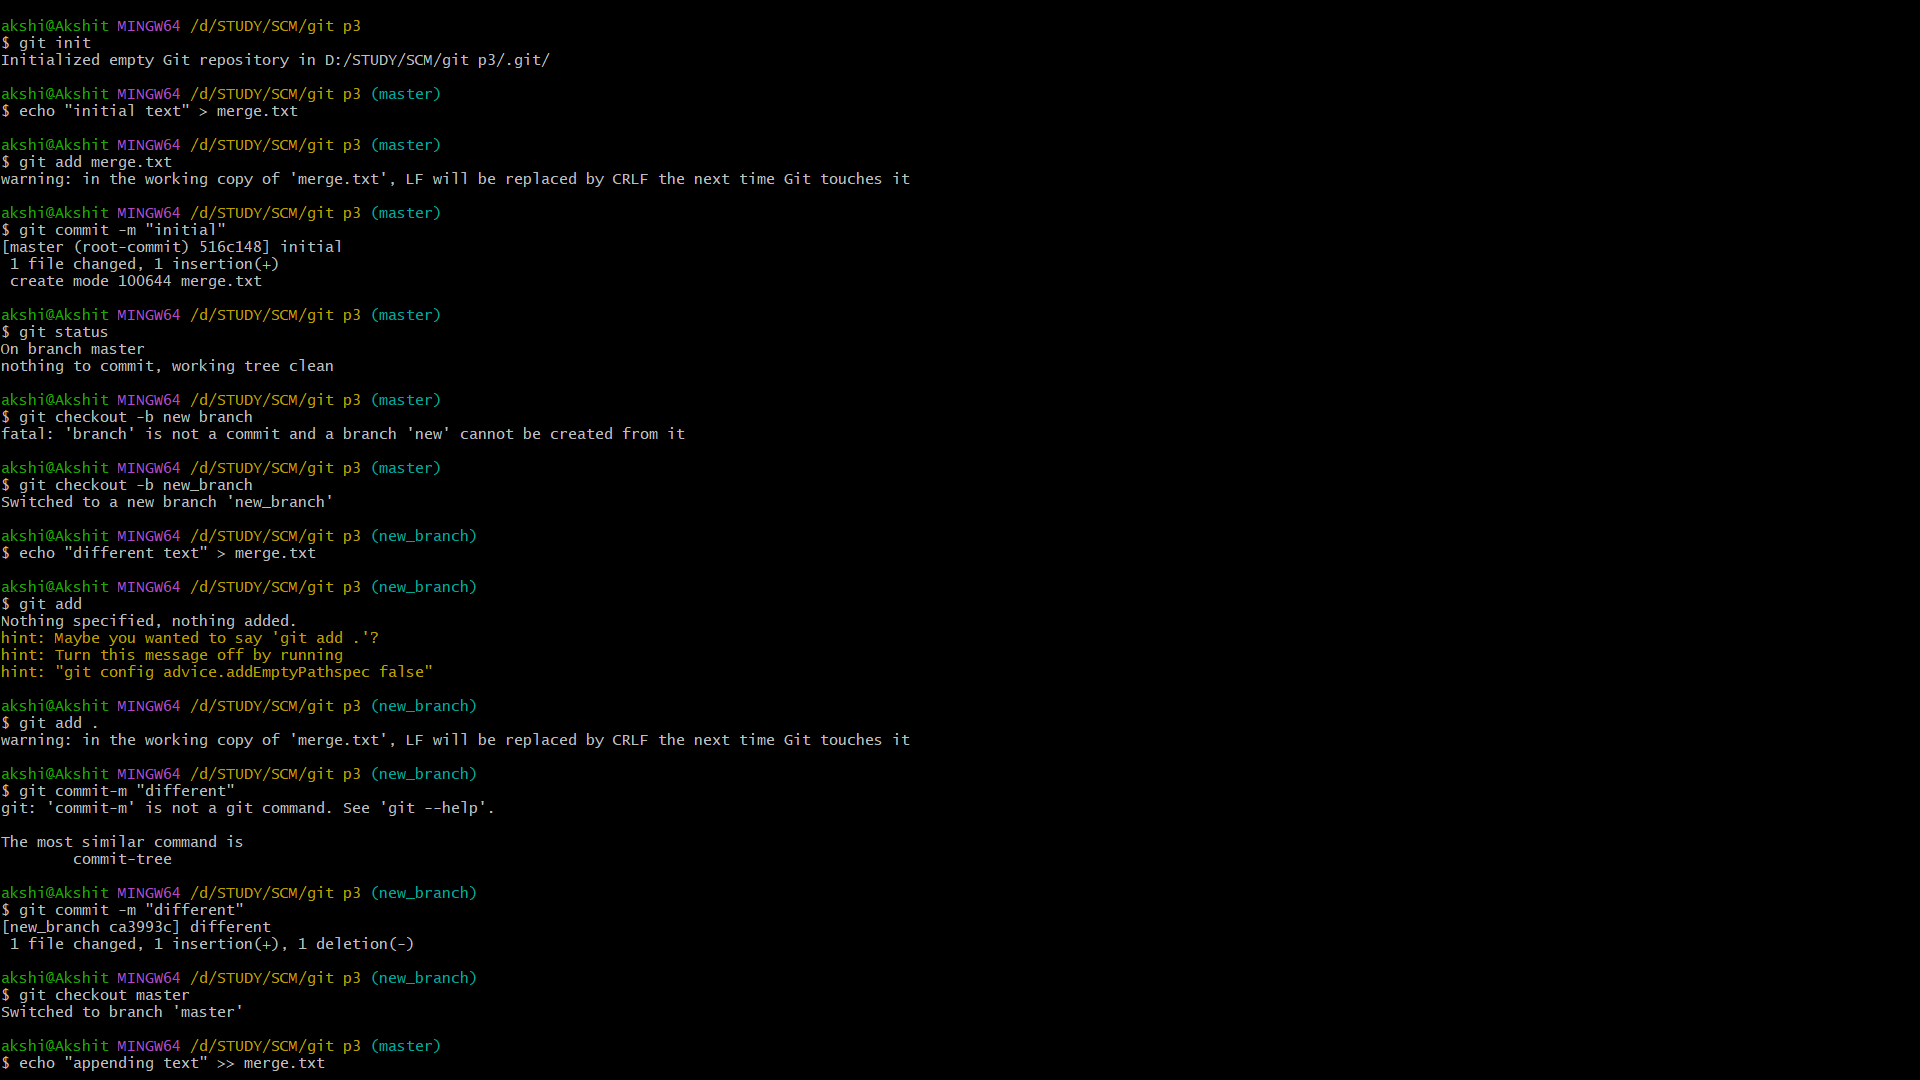 akshi@Akshit MINGW64 /d/STUDY/SCM/git p3
$ git init
Initialized empty Git repository in D:/STUDY/SCM/git p3/.git/
akshi@Akshit MINGW64 /d/STUDY/SCM/git p3 (master)
$ echo "initial text" > merge.txt
akshi@Akshit MINGW64 /d/STUDY/SCM/git p3 (master)
$ git add merge.txt
warning: in the working copy of 'merge.txt', LF will be replaced by CRLF the next time Git touches it
akshi@Akshit MINGW64 /d/STUDY/SCM/git p3 (master)
$ git commit -m "initial"
[master (root-commit) 516c148] initial
 1 file changed, 1 insertion(+)
 create mode 100644 merge.txt
akshi@Akshit MINGW64 /d/STUDY/SCM/git p3 (master)
$ git status
On branch master
nothing to commit, working tree clean
akshi@Akshit MINGW64 /d/STUDY/SCM/git p3 (master)
$ git checkout -b new branch
fatal: 'branch' is not a commit and a branch 'new' cannot be created from it
akshi@Akshit MINGW64 /d/STUDY/SCM/git p3 (master)
$ git checkout -b new_branch
Switched to a new branch 'new_branch'
akshi@Akshit MINGW64 /d/STUDY/SCM/git p3 (new_branch)
$ echo "different text" > merge.txt
akshi@Akshit MINGW64 /d/STUDY/SCM/git p3 (new_branch)
$ git add
Nothing specified, nothing added.
hint: Maybe you wanted to say 'git add .'?
hint: Turn this message off by running
hint: "git config advice.addEmptyPathspec false"
akshi@Akshit MINGW64 /d/STUDY/SCM/git p3 (new_branch)
$ git add .
warning: in the working copy of 'merge.txt', LF will be replaced by CRLF the next time Git touches it
akshi@Akshit MINGW64 /d/STUDY/SCM/git p3 (new_branch)
$ git commit-m "different"
git: 'commit-m' is not a git command. See 'git --help'.
The most similar command is
        commit-tree
akshi@Akshit MINGW64 /d/STUDY/SCM/git p3 (new_branch)
$ git commit -m "different"
[new_branch ca3993c] different
 1 file changed, 1 insertion(+), 1 deletion(-)
akshi@Akshit MINGW64 /d/STUDY/SCM/git p3 (new_branch)
$ git checkout master
Switched to branch 'master'
akshi@Akshit MINGW64 /d/STUDY/SCM/git p3 (master)
$ echo "appending text" >> merge.txt